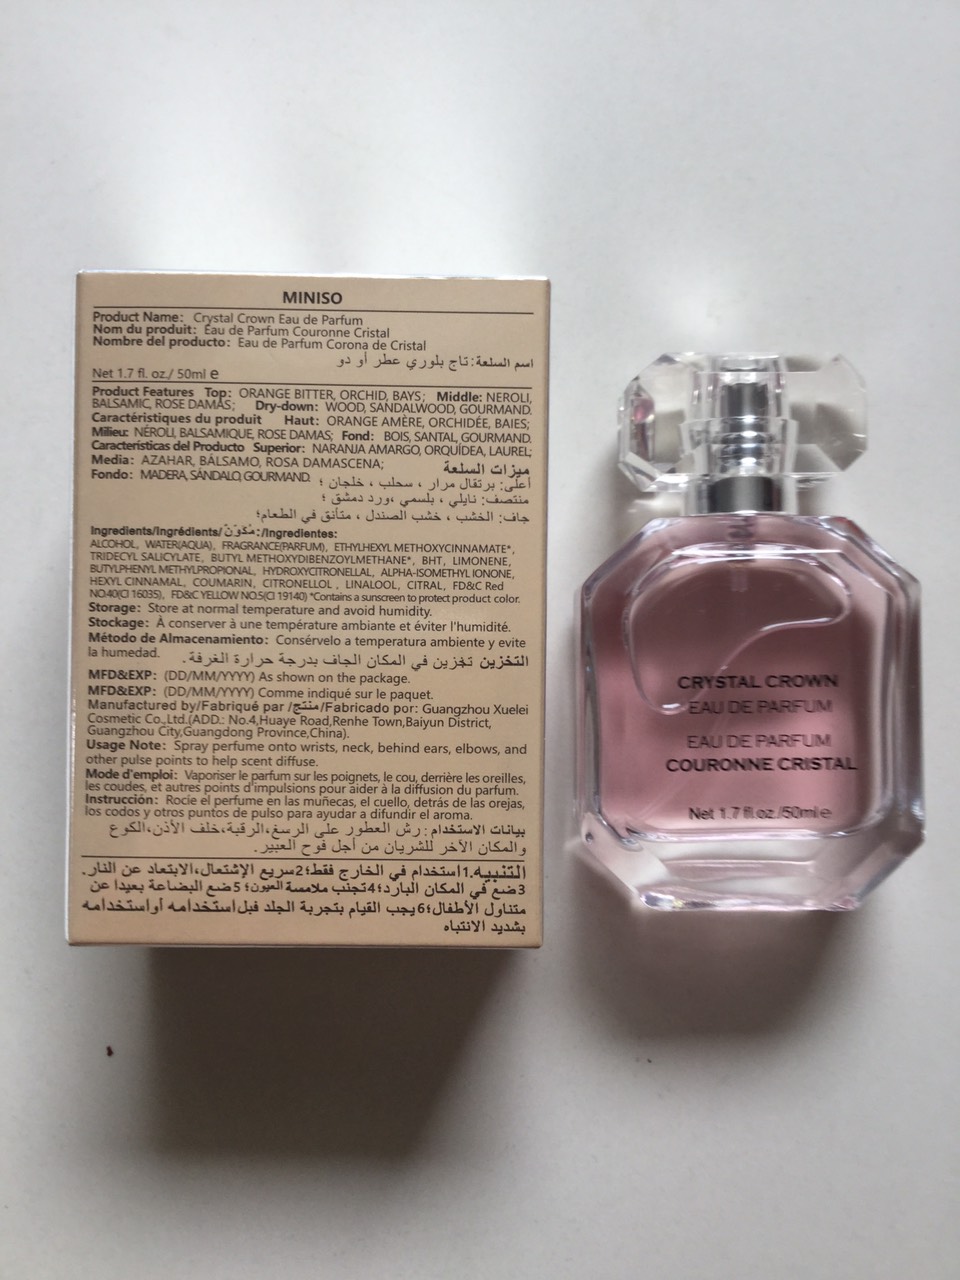 MINISO
Product Name: Crystal Crown Eau de Parfum
Nom du produit: Eau de Parfum Couronne Cristal
Nombre del producto: Eau de Parfum Corona de Cristal
اسم السلعة: تاج بلوري عطر أو دو
Net 1.7 fl. oz./ 50ml e
Product Features Top: ORANGE BITTER, ORCHID, BAYS; Middle: NEROLI,
BALSAMIC, ROSE DAMAS; Dry-down: WOOD, SANDALWOOD, GOURMAND.
Caractéristiques du produit Haut: ORANGE AMÈRE, ORCHIDÉE, BAIES;
Milieu: NÉROLI, BALSAMIQUE, ROSE DAMAS; Fond: BOIS, SANTAL, GOURMAND.
Características del Producto Superior: NARANJA AMARGO, ORQUÍDEA, LAUREL;
Media: AZAHAR, BÁLSAMO, ROSA DAMASCENA;
Fondo: MADERA, SÁNDALO, GOURMAND.
ميزات السلعة
أعلى: برتقال مرار ، سحلب ، خلجان ؛
منتصف: نايلي ، بلسمي ،ورد دمشق ؛
جاف: الخشب ، خشب الصندل ، متأنق في الطعام؛
Ingredients/Ingrédients/مُكَوِّنْ:/Ingredientes:
ALCOHOL, WATER(AQUA), FRAGRANCE(PARFUM), ETHYLHEXYL METHOXYCINNAMATE*,
TRIDECYL SALICYLATE, BUTYL METHOXYDIBENZOYLMETHANE*, BHT, LIMONENE,
BUTYLPHENYL METHYLPROPIONAL, HYDROXYCITRONELLAL, ALPHA-ISOMETHYL IONONE,
HEXYL CINNAMAL, COUMARIN, CITRONELLOL, LINALOOL, CITRAL, FD&C Red
NO.40(CI 16035), FD&C YELLOW NO.5(CI 19140) *Contains a sunscreen to protect product color.
Storage: Store at normal temperature and avoid humidity.
Stockage: À conserver à une température ambiante et éviter l'humidité.
Método de Almacenamiento: Consérvelo a temperatura ambiente y evite
la humedad.
التخزين تخزين في المكان الجاف بدرجة حرارة الغرفة.
MFD&EXP: (DD/MM/YYYY) As shown on the package.
MFD&EXP: (DD/MM/YYYY) Comme indiqué sur le paquet.
Manufactured by/Fabriqué par /منتج/Fabricado por: Guangzhou Xuelei
Cosmetic Co.,Ltd.(ADD.: No.4,Huaye Road,Renhe Town,Baiyun District,
Guangzhou City,Guangdong Province,China).
Usage Note: Spray perfume onto wrists, neck, behind ears, elbows, and
other pulse points to help scent diffuse.
Mode d'emploi: Vaporiser le parfum sur les poignets, le cou, derrière les oreilles,
les coudes, et autres points d'impulsions pour aider à la diffusion du parfum.
Instrucción: Rocíe el perfume en las muñecas, el cuello, detrás de las orejas,
los codos y otros puntos de pulso para ayudar a difundir el aroma.
بيانات الاستخدام : رش العطور على الرسغ،الرقبة،خلف الأذن،الكوع
والمكان الآخر للشريان من أجل فوح العبير.
التنبيه.1استخدام في الخارج فقط؛2سريع الإشتعال،الابتعاد عن النار.
3ضع في المكان البارد؛4تجنب ملامسة العيون؛5ضع البضاعة بعيدا عن
متناول الأطفال؛6يجب القيام بتجربة الجلد قبل استخدامه أو استخدامه
بشديد الانتباه
CRYSTAL CROWN
EAU DE PARFUM
EAU DE PARFUM
COURONNE CRISTAL
Net 1.7 fl oz./50ml e